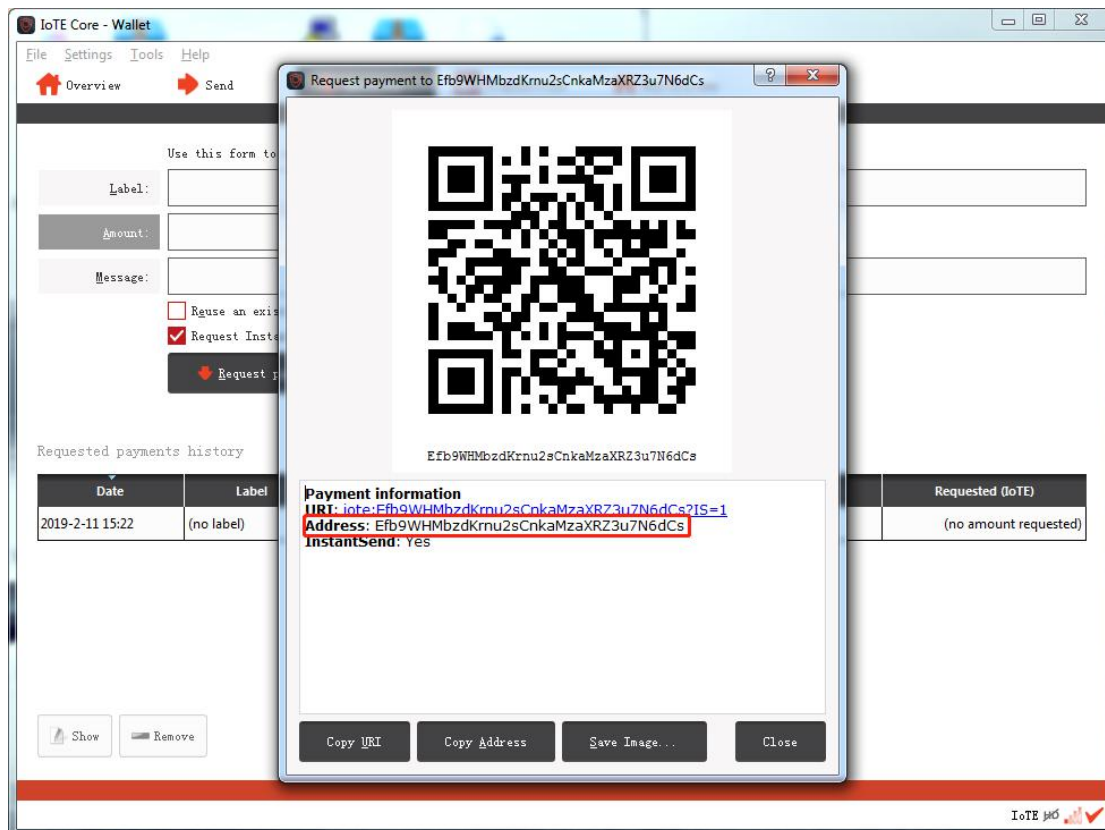 IoTE Core - Wallet
File Settings Tools Help
Overview Send
Request payment to Efb9WHMbzdKrnu2sCnkaMzaXRZ3u7N6dCs
Use this form to
Label:
Amount:
Message:
Reuse an exis
Request Insta
Request p
Efb9WHMbzdKrnu2sCnkaMzaXRZ3u7N6dCs
Requested payments history
Date Label Requested (IoTE)
2019-2-11 15:22 (no label) (no amount requested)
Payment information
URI: iote:Efb9WHMbzdKrnu2sCnkaMzaXRZ3u7N6dCs?IS=1
Address: Efb9WHMbzdKrnu2sCnkaMzaXRZ3u7N6dCs
InstantSend: Yes
Show Remove
Copy URI Copy Address Save Image... Close
IoTE